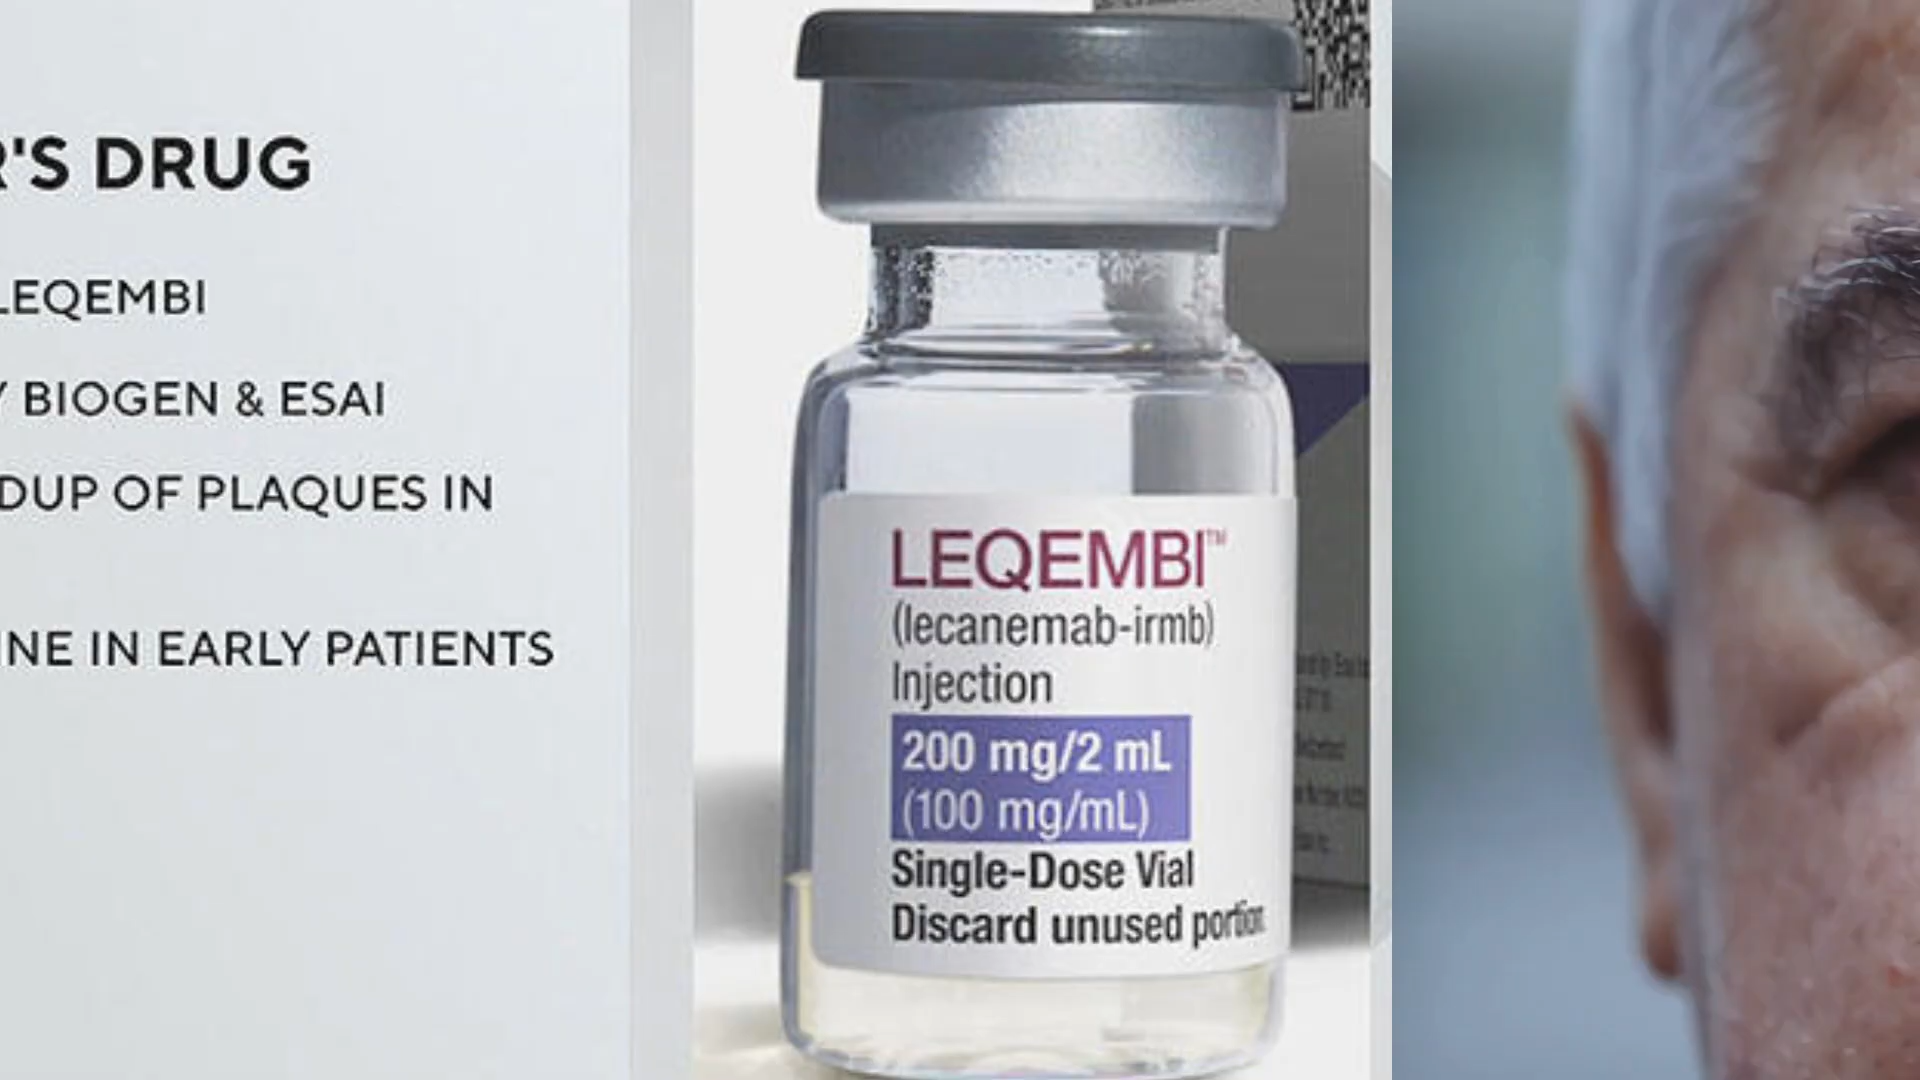 'S DRUG
LEQEMBI
BIOGEN & ESAI
DUP OF PLAQUES IN
INE IN EARLY PATIENTS
LEQEMBI™
(lecanemab-irmb)
Injection
200 mg/2 mL
(100 mg/mL)
Single-Dose Vial
Discard unused portion